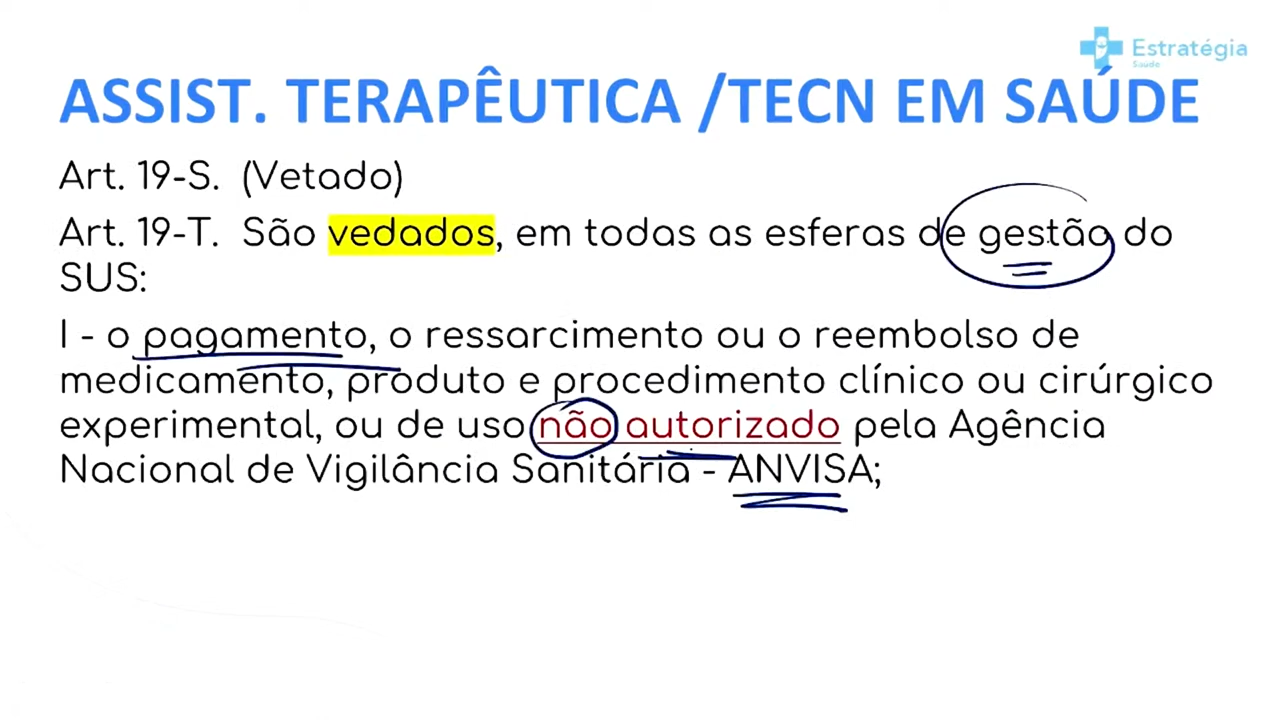 Estratégia
Saúde
ASSIST. TERAPÊUTICA /TECN EM SAÚDE
Art. 19-S.  (Vetado)
Art. 19-T.  São vedados, em todas as esferas de gestão do
SUS:
I - o pagamento, o ressarcimento ou o reembolso de
medicamento, produto e procedimento clínico ou cirúrgico
experimental, ou de uso não autorizado pela Agência
Nacional de Vigilância Sanitária - ANVISA;